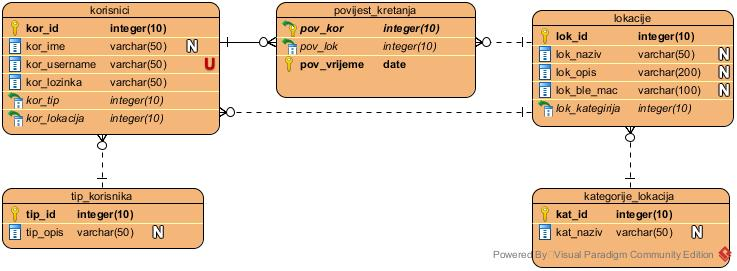 korisnici
kor_id integer(10)
kor_ime varchar(50) N
kor_username varchar(50) U
kor_lozinka varchar(50)
kor_tip integer(10)
kor_lokacija integer(10)
povijest_kretanja
pov_kor integer(10)
pov_lok integer(10)
pov_vrijeme date
lokacije
lok_id integer(10)
lok_naziv varchar(50) N
lok_opis varchar(200) N
lok_ble_mac varchar(100) N
lok_kategirija integer(10)
tip_korisnika
tip_id integer(10)
tip_opis varchar(50) N
kategorije_lokacija
kat_id integer(10)
kat_naziv varchar(50) N
Powered By Visual Paradigm Community Edition